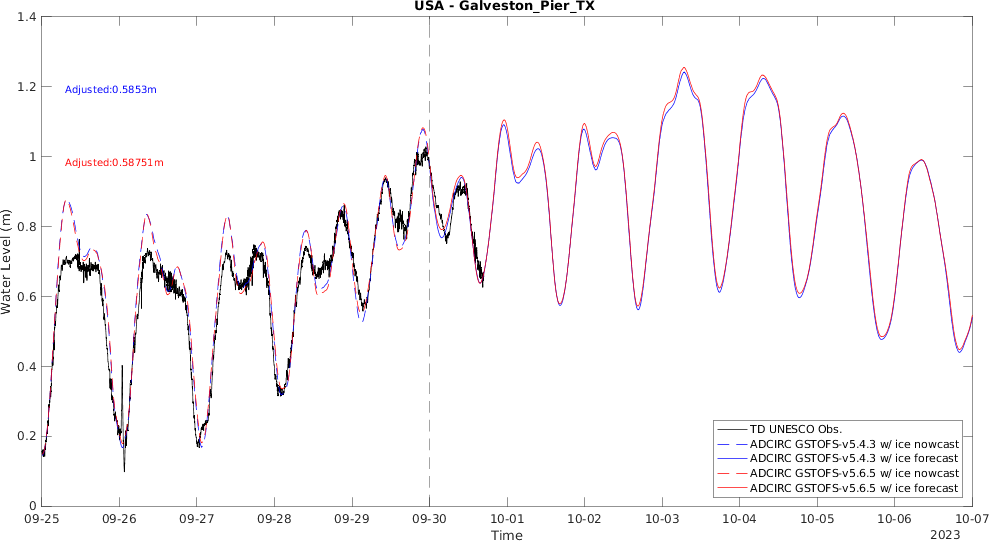 USA - Galveston_Pier_TX
1.4
1.2
1
0.8
0.6
0.4
0.2
0
Water Level (m)
Adjusted:0.5853m
Adjusted:0.58751m
TD UNESCO Obs.
ADCIRC GSTOFS-v5.4.3 w/ ice nowcast
ADCIRC GSTOFS-v5.4.3 w/ ice forecast
ADCIRC GSTOFS-v5.6.5 w/ ice nowcast
ADCIRC GSTOFS-v5.6.5 w/ ice forecast
09-25 09-26 09-27 09-28 09-29 09-30 10-01 10-02 10-03 10-04 10-05 10-06 10-07
Time
2023